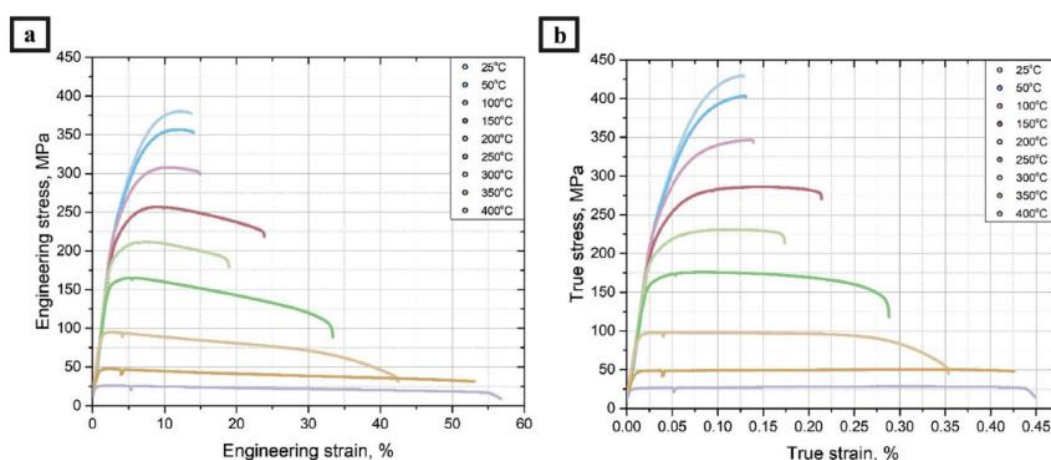 a
450
400
350
300
250
200
150
100
50
0
Engineering stress, MPa
25°C
50°C
100°C
150°C
200°C
250°C
300°C
350°C
400°C
0 10 20 30 40 50 60
Engineering strain, %
b
450
400
350
300
250
200
150
100
50
0
True stress, MPa
25°C
50°C
100°C
150°C
200°C
250°C
300°C
350°C
400°C
0.00 0.05 0.10 0.15 0.20 0.25 0.30 0.35 0.40 0.45
True strain, %